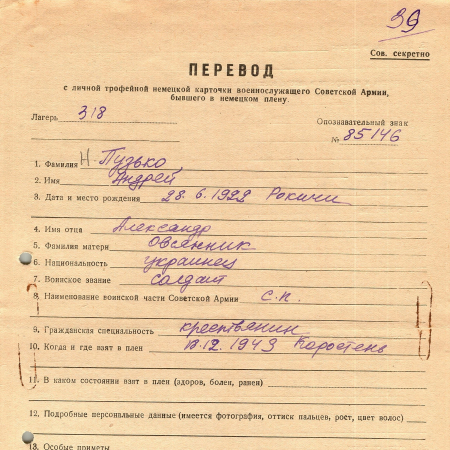 39
Сов. секретно
ПЕРЕВОД
с личной трофейной немецкой карточки военнослужащего Советской Армии,
бывшего в немецком плену.
Лагерь 318
Опознавательный знак
№ 85146
1. Фамилия Н. Пузько
2. Имя Андрей
3. Дата и место рождения 28.6.1922 Рокичи
4. Имя отца Александр
5. Фамилия матери Овсянник
6. Национальность украинец
7. Воинское звание солдат
8. Наименование воинской части Советской Армии с.п.
9. Гражданская специальность крестьянин
10. Когда и где взят в плен 12.1943 Коростень
11. В каком состоянии взят в плен (здоров, болен, ранен)
12. Подробные персональные данные (имеется фотография, оттиск пальцев, рост, цвет волос)
13. Особые приметы